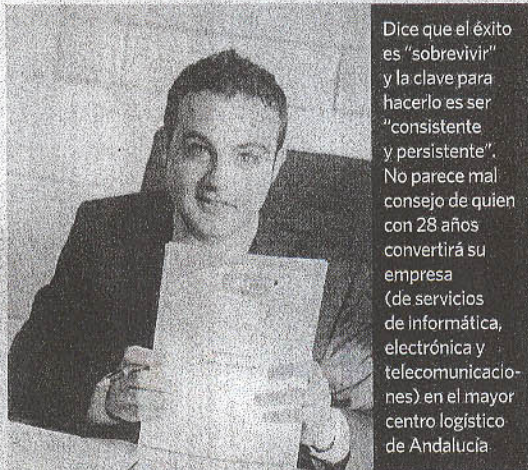 Dice que el éxito
es “sobrevivir”
y la clave para
hacerlo es ser
“consistente
y persistente”.
No parece mal
consejo de quien
con 28 años
convertirá su
empresa
(de servicios
de informática,
electrónica y
telecomunicacio-
nes) en el mayor
centro logístico
de Andalucía